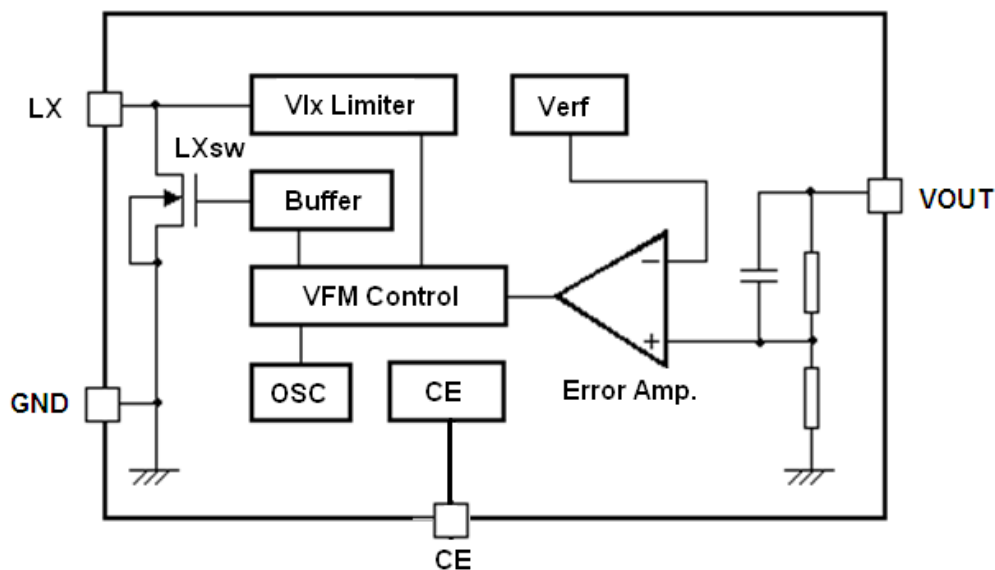 LX
Vlx Limiter
Verf
LXsw
Buffer
VOUT
VFM Control
−
+
Error Amp.
OSC
CE
GND
CE